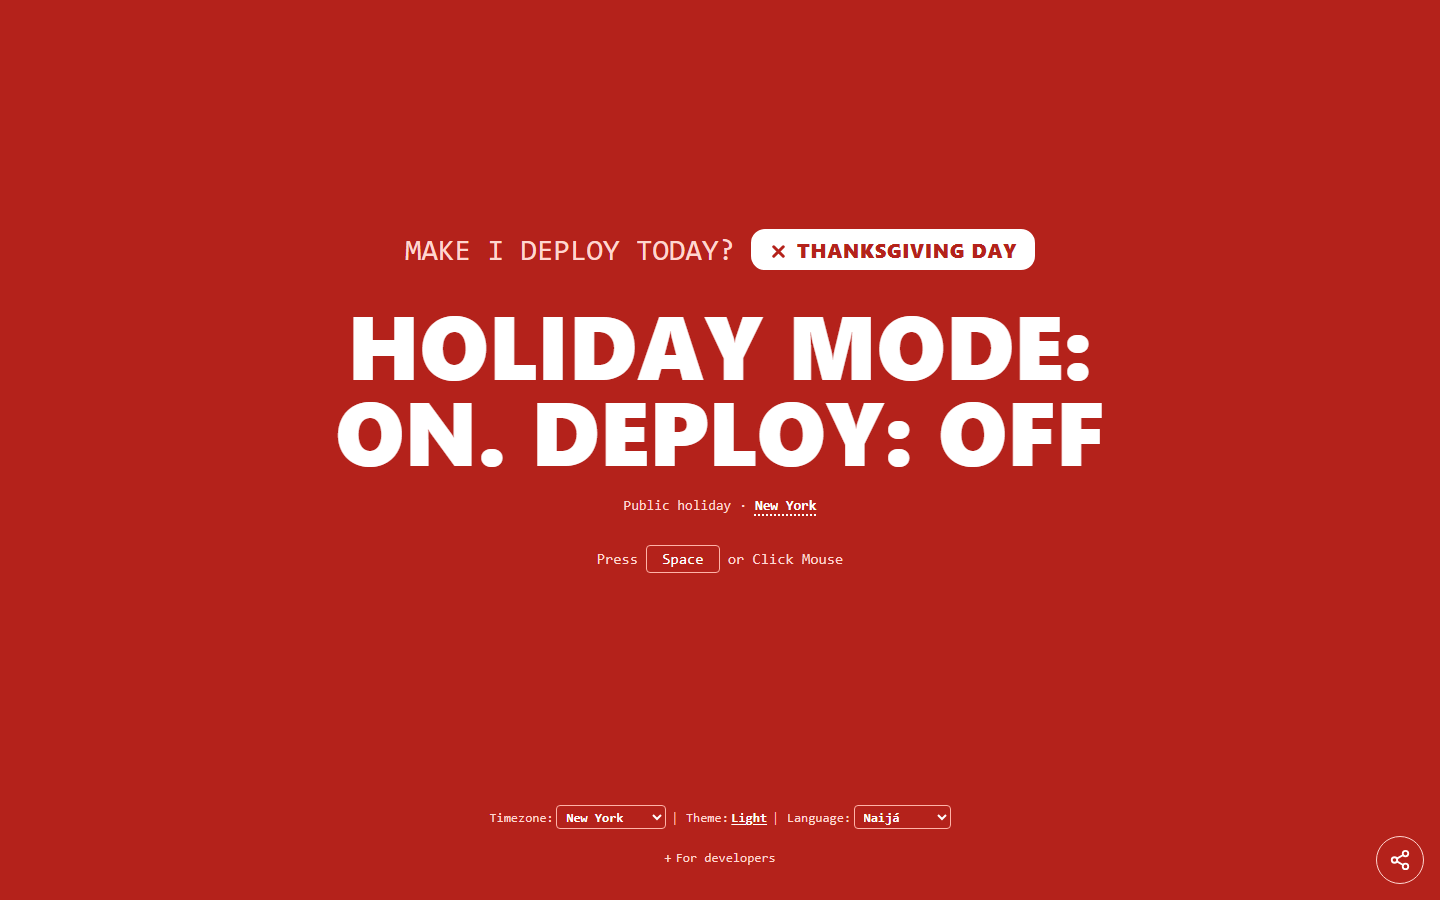 MAKE I DEPLOY TODAY? × THANKSGIVING DAY
HOLIDAY MODE:
ON. DEPLOY: OFF
Public holiday · New York
Press Space or Click Mouse
Timezone: New York | Theme: Light | Language: Naijá
+ For developers